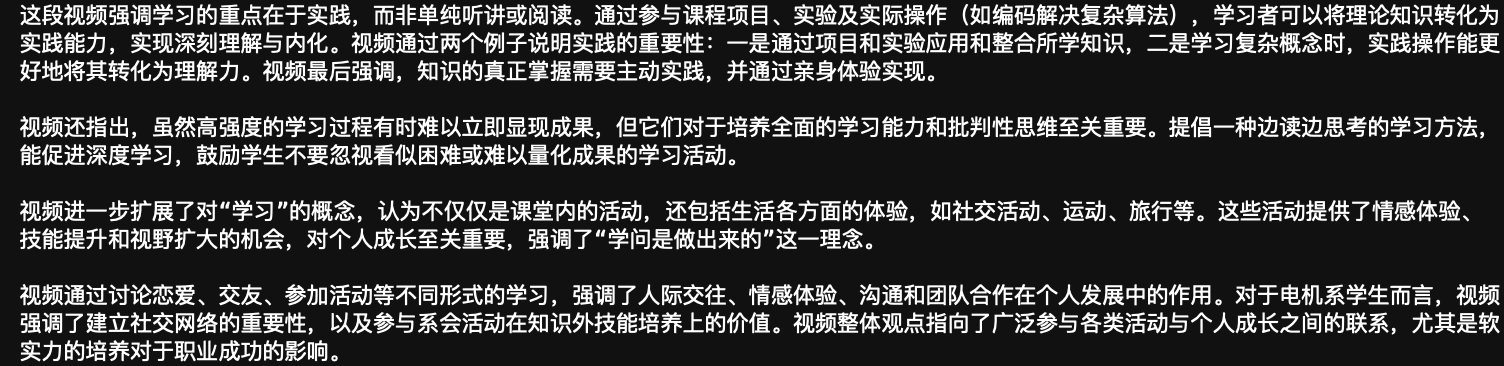 这段视频强调学习的重点在于实践，而非单纯听讲或阅读。通过参与课程项目、实验及实际操作（如编码解决复杂算法），学习者可以将理论知识转化为
实践能力，实现深刻理解与内化。视频通过两个例子说明实践的重要性：一是通过项目和实验应用和整合所学知识，二是学习复杂概念时，实践操作能更
好地将其转化为理解力。视频最后强调，知识的真正掌握需要主动实践，并通过亲身体验实现。
视频还指出，虽然高强度的学习过程有时难以立即显现成果，但它们对于培养全面的学习能力和批判性思维至关重要。提倡一种边读边思考的学习方法，
能促进深度学习，鼓励学生不要忽视看似困难或难以量化成果的学习活动。
视频进一步扩展了对“学习”的概念，认为不仅仅是课堂内的活动，还包括生活各方面的体验，如社交活动、运动、旅行等。这些活动提供了情感体验、
技能提升和视野扩大的机会，对个人成长至关重要，强调了“学问是做出来的”这一理念。
视频通过讨论恋爱、交友、参加活动等不同形式的学习，强调了人际交往、情感体验、沟通和团队合作在个人发展中的作用。对于电机系学生而言，视频
强调了建立社交网络的重要性，以及参与系会活动在知识外技能培养上的价值。视频整体观点指向了广泛参与各类活动与个人成长之间的联系，尤其是软
实力的培养对于职业成功的影响。